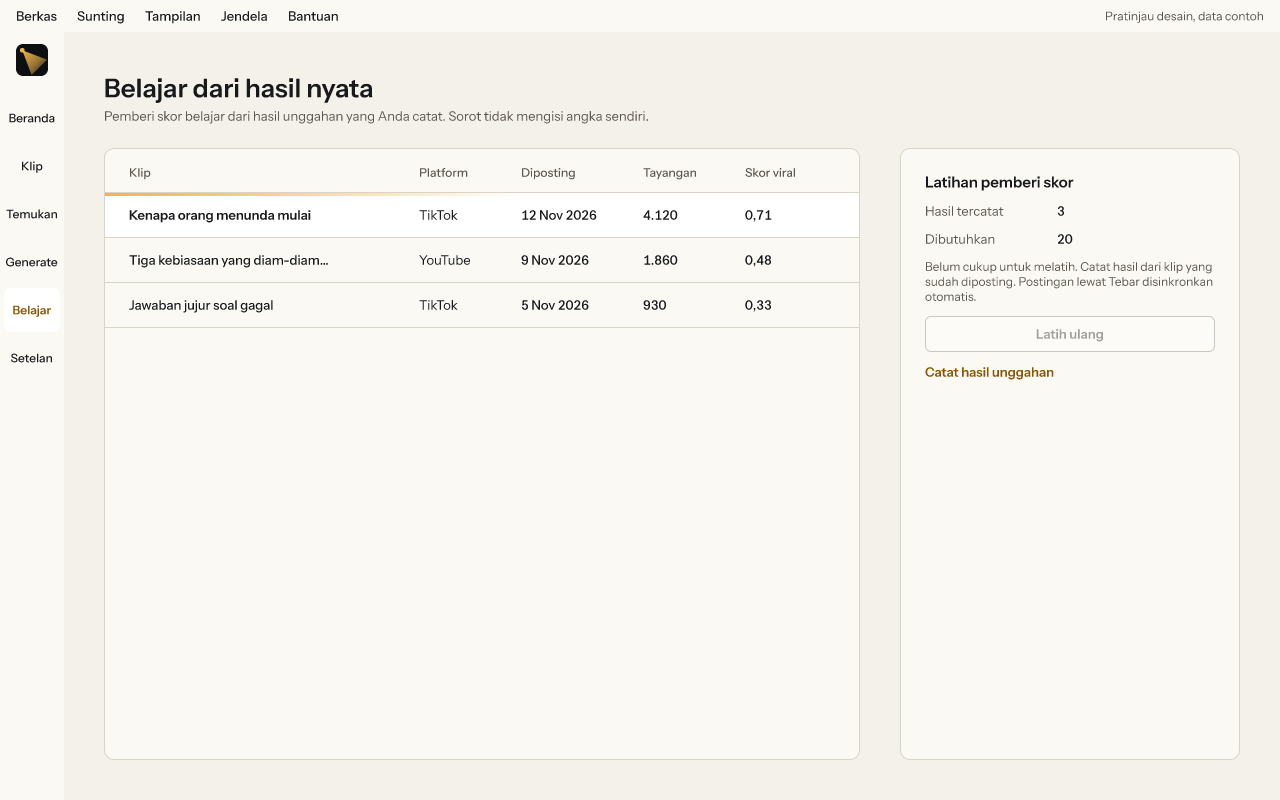 Berkas Sunting Tampilan Jendela Bantuan Pratinjau desain, data contoh
Beranda
Klip
Temukan
Generate
Belajar
Setelan
Belajar dari hasil nyata
Pemberi skor belajar dari hasil unggahan yang Anda catat. Sorot tidak mengisi angka sendiri.
Klip Platform Diposting Tayangan Skor viral
Kenapa orang menunda mulai TikTok 12 Nov 2026 4.120 0,71
Tiga kebiasaan yang diam-diam... YouTube 9 Nov 2026 1.860 0,48
Jawaban jujur soal gagal TikTok 5 Nov 2026 930 0,33
Latihan pemberi skor
Hasil tercatat 3
Dibutuhkan 20
Belum cukup untuk melatih. Catat hasil dari klip yang
sudah diposting. Postingan lewat Tebar disinkronkan
otomatis.
Latih ulang
Catat hasil unggahan